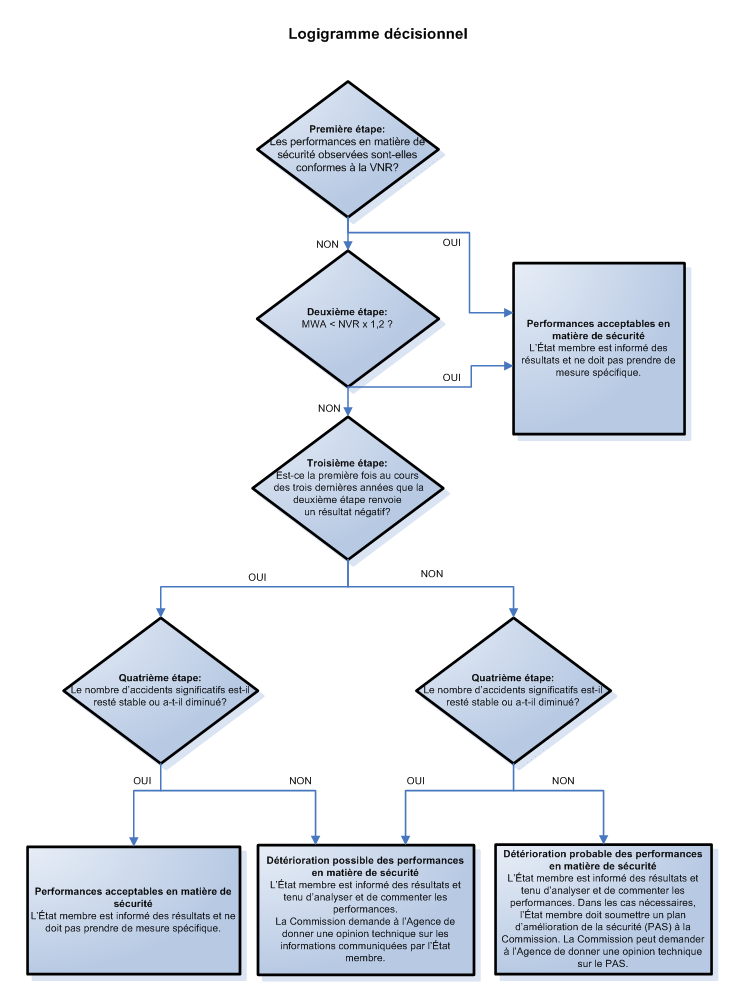 Logigramme décisionnel
Première étape:
Les performances en matière de
sécurité observées sont-elles
conformes à la VNR?
NON
OUI
Deuxième étape:
MWA < NVR x 1,2 ?
Performances acceptables en
matière de sécurité
L'État membre est informé des
résultats et ne doit pas prendre de
mesure spécifique.
OUI
NON
Troisième étape:
Est-ce la première fois au cours
des trois dernières années que la
deuxième étape renvoie
un résultat négatif?
OUI
NON
Quatrième étape:
Le nombre d'accidents significatifs est-il
resté stable ou a-t-il diminué?
Quatrième étape:
Le nombre d'accidents significatifs est-il
resté stable ou a-t-il diminué?
OUI
NON
OUI
NON
Performances acceptables en matière de
sécurité
L'État membre est informé des résultats et ne
doit pas prendre de mesure spécifique.
Détérioration possible des performances
en matière de sécurité
L'État membre est informé des résultats et
tenu d'analyser et de commenter les
performances.
La Commission demande à l'Agence de
donner une opinion technique sur les
informations communiquées par l'État
membre.
Détérioration probable des performances
en matière de sécurité
L'État membre est informé des résultats et
tenu d'analyser et de commenter les
performances. Dans les cas nécessaires,
l'État membre doit soumettre un plan
d'amélioration de la sécurité (PAS) à la
Commission. La Commission peut demander
à l'Agence de donner une opinion technique
sur le PAS.